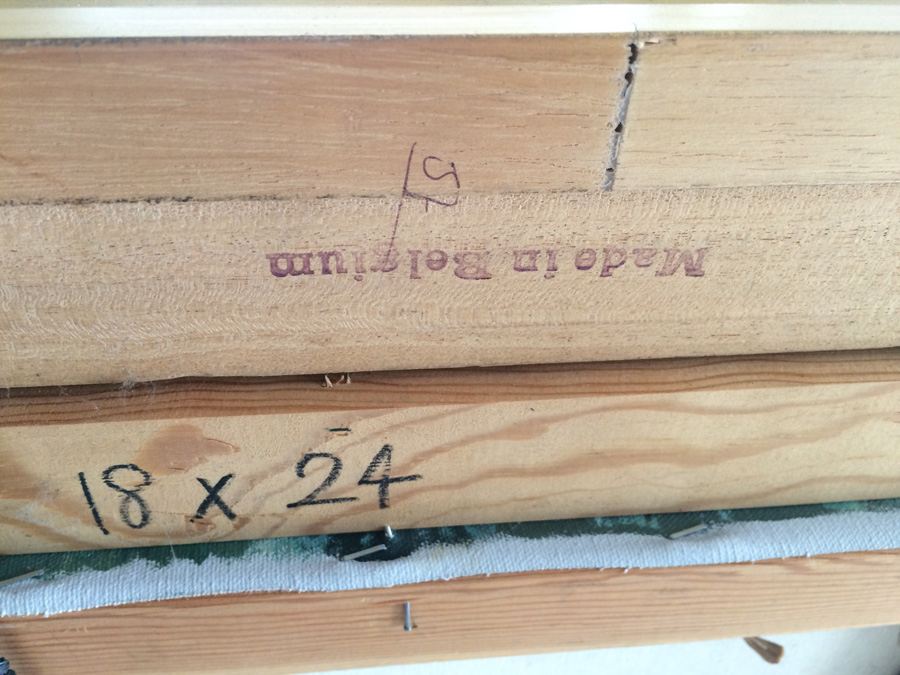 Made in Belgium
18 x 24